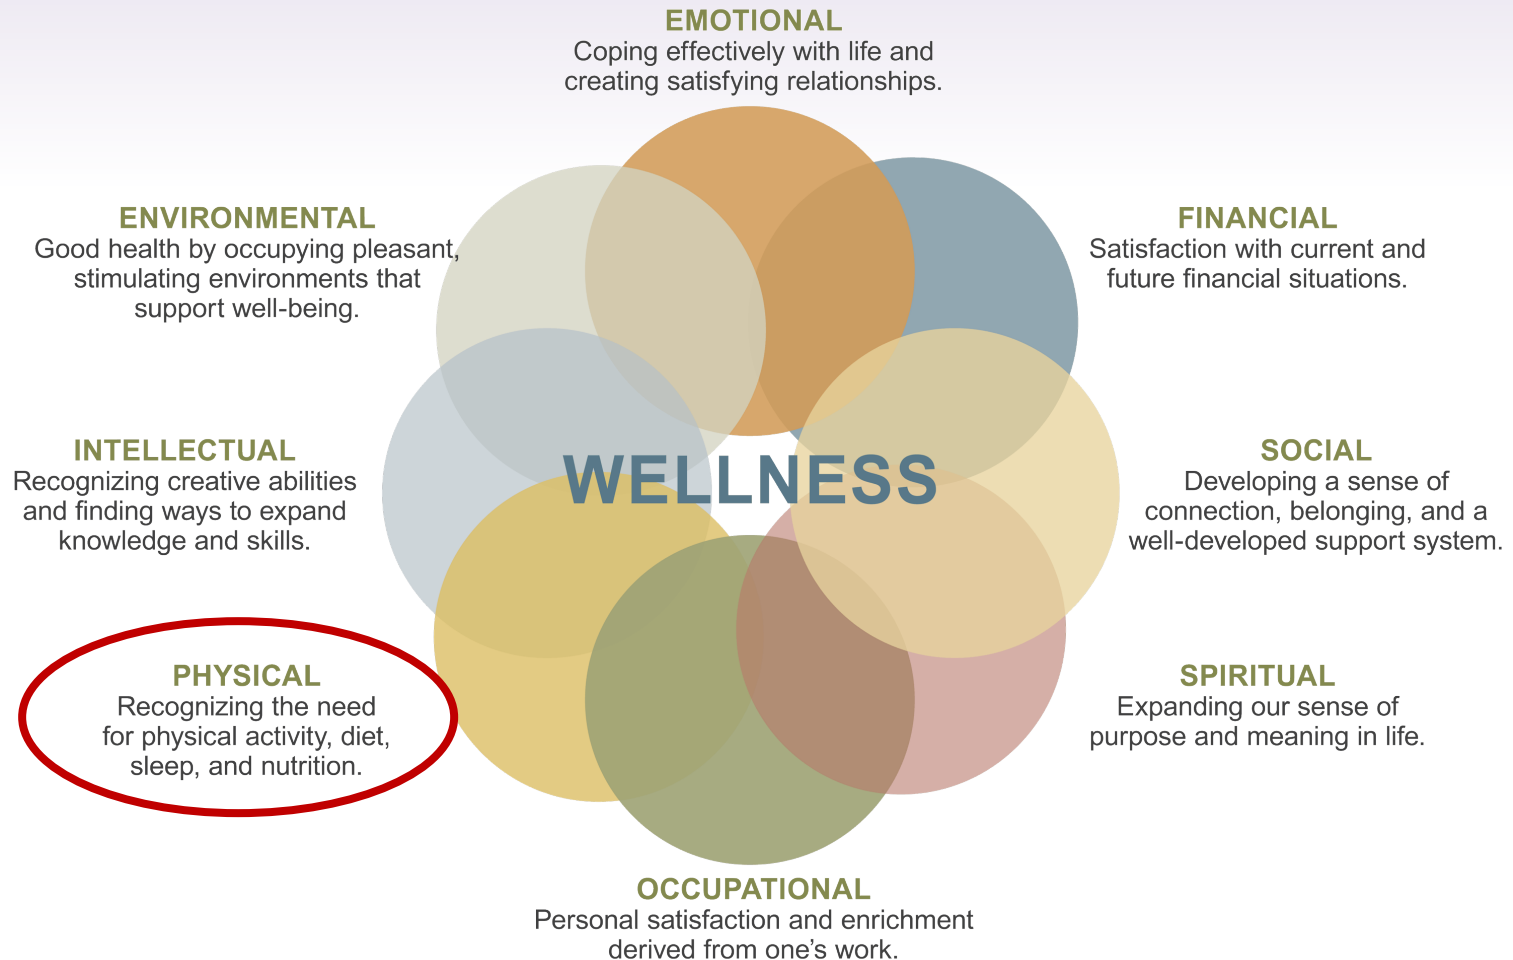 EMOTIONAL
Coping effectively with life and
creating satisfying relationships.
ENVIRONMENTAL
Good health by occupying pleasant,
stimulating environments that
support well-being.
FINANCIAL
Satisfaction with current and
future financial situations.
INTELLECTUAL
Recognizing creative abilities
and finding ways to expand
knowledge and skills.
WELLNESS
SOCIAL
Developing a sense of
connection, belonging, and a
well-developed support system.
PHYSICAL
Recognizing the need
for physical activity, diet,
sleep, and nutrition.
SPIRITUAL
Expanding our sense of
purpose and meaning in life.
OCCUPATIONAL
Personal satisfaction and enrichment
derived from one’s work.